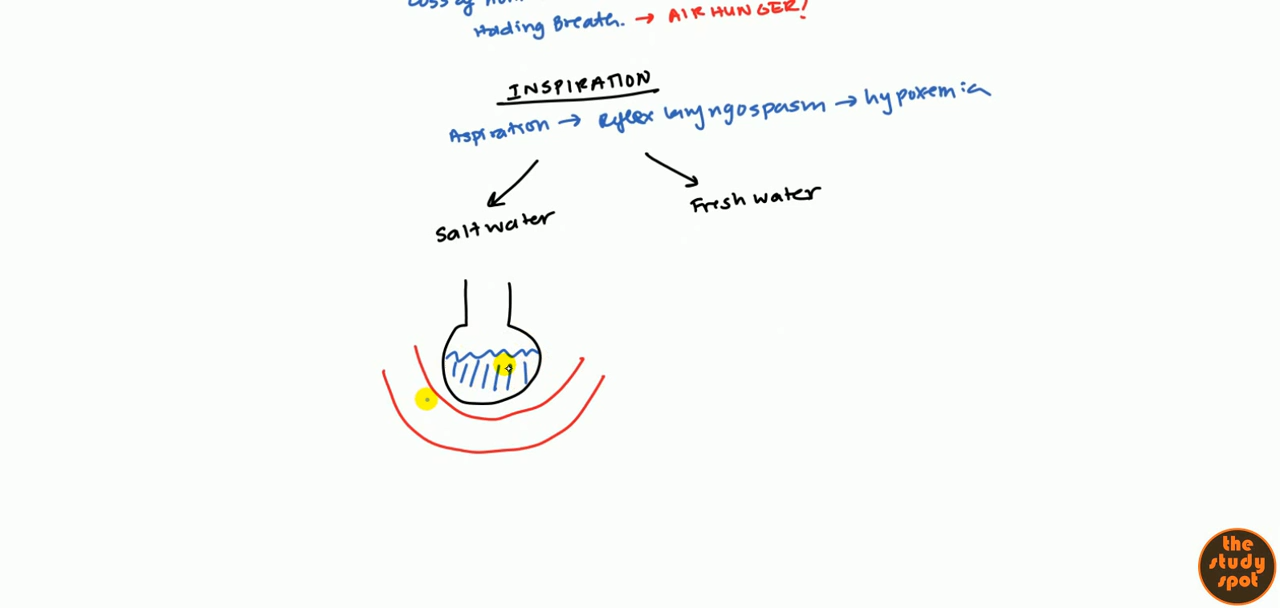 Holding Breath. → AIR HUNGER!
INSPIRATION
Aspiration → Reflex laryngospasm → hypoxemia
Saltwater
Fresh water
the
study
spot